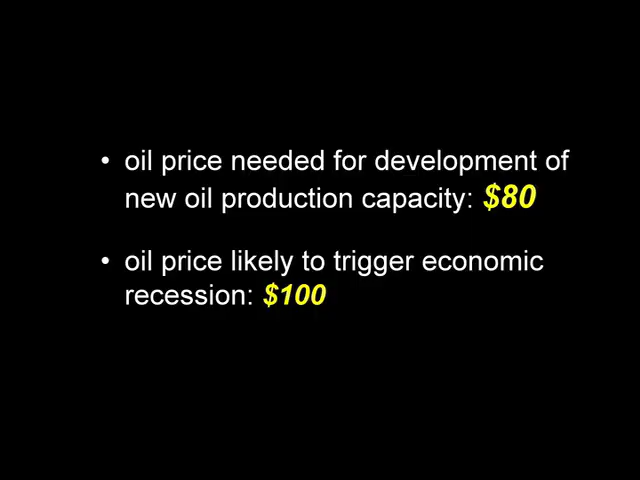 • oil price needed for development of
new oil production capacity: $80
• oil price likely to trigger economic
recession: $100